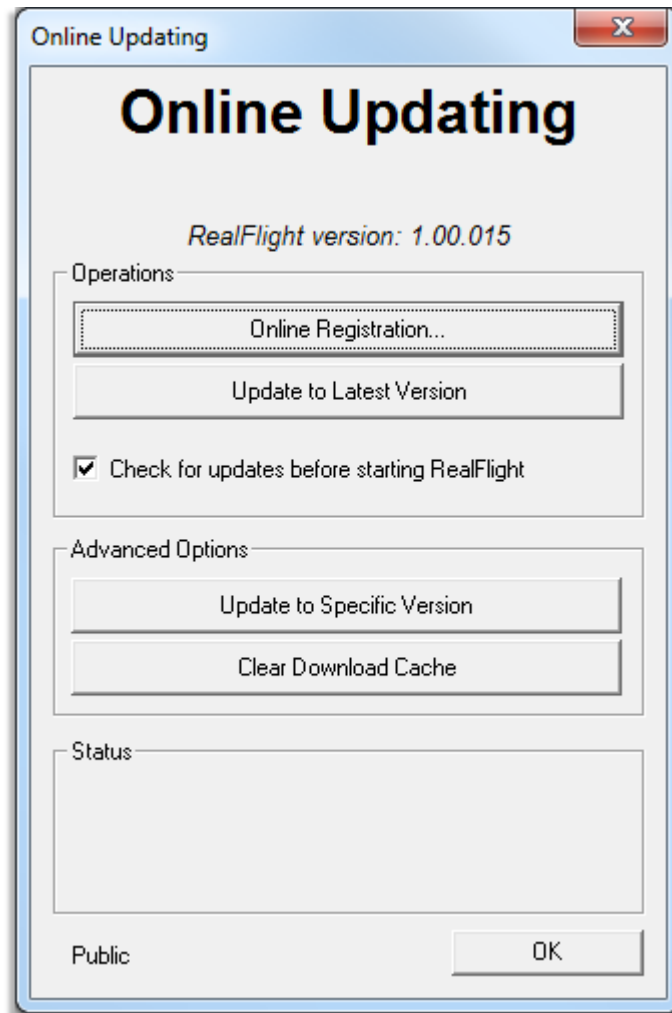 Online Updating
Online Updating
RealFlight version: 1.00.015
Operations
Online Registration...
Update to Latest Version
Check for updates before starting RealFlight
Advanced Options
Update to Specific Version
Clear Download Cache
Status
Public
OK